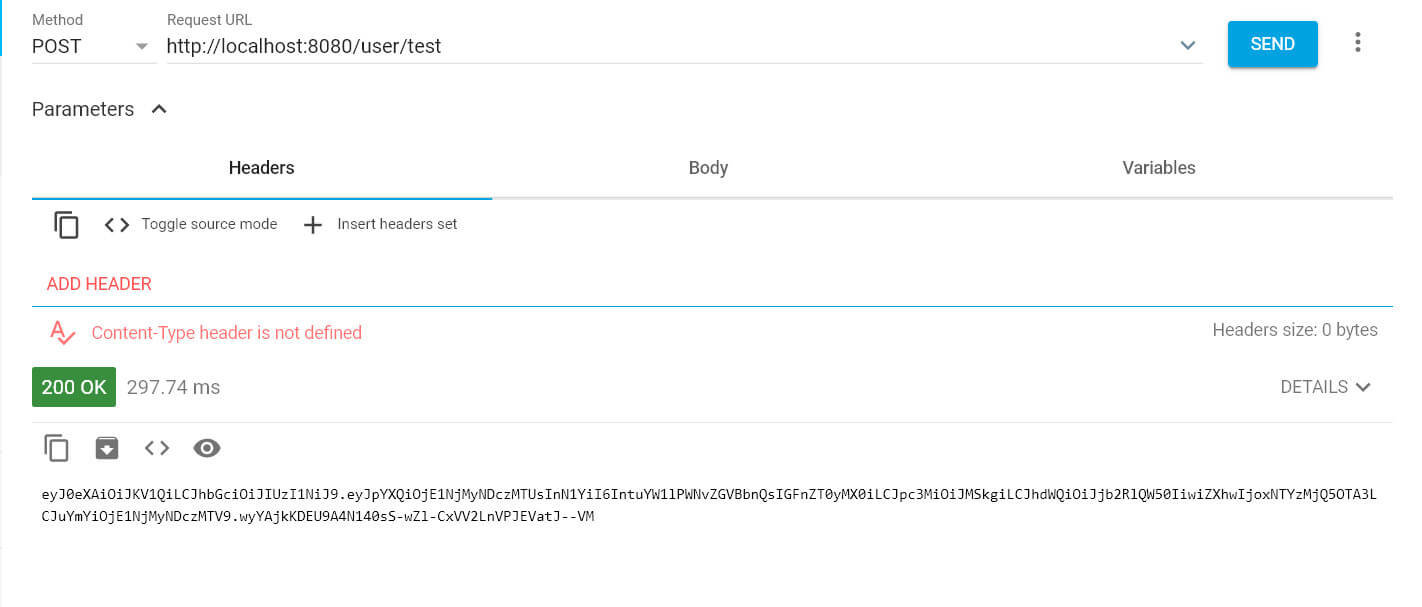 Method Request URL
POST http://localhost:8080/user/test SEND
Parameters
Headers Body Variables
Toggle source mode Insert headers set
ADD HEADER
Content-Type header is not defined Headers size: 0 bytes
200 OK 297.74 ms DETAILS
eyJ0eXAiOiJKV1QiLCJhbGciOiJIUzI1NiJ9.eyJpYXQiOjE1NjMyNDczMTUsInN1YiI6IntuYW1lPWNvZGVBbnQsIGFnZT0yMX0iLCJpc3MiOiJMSkgiLCJhdWQiOiJjb2RlQW50IiwiZXhwIjoxNTYzMjQ5OTA3L
CJuYmYiOjE1NjMyNDczMTV9.wyYAjkKDEU9A4N140sS-wZl-CxVV2LnVPJEVatJ--VM